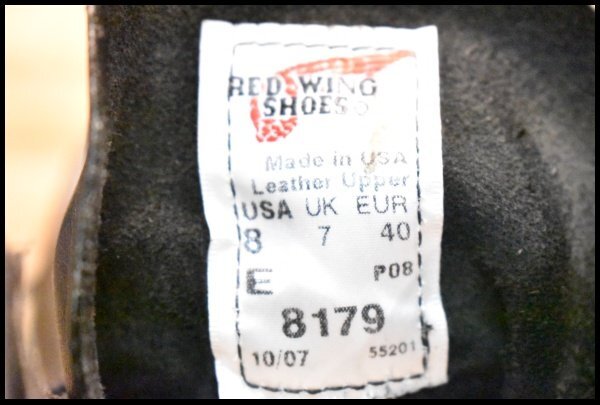 RED WING
SHOES®
Made in USA
Leather Upper
USA UK EUR
8 7 40
E P08
8179
10/07 55201